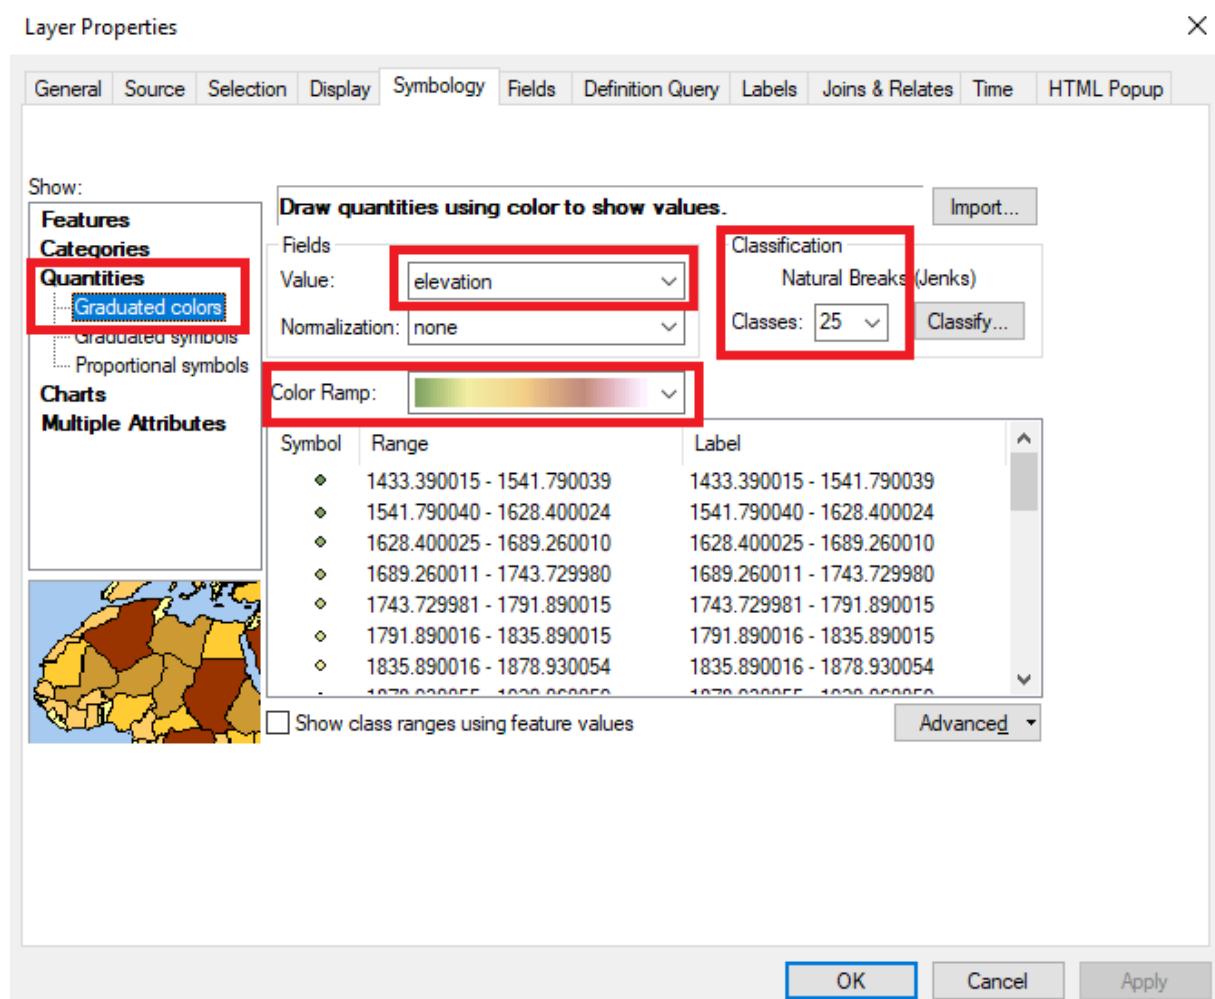 Layer Properties
General Source Selection Display Symbology Fields Definition Query Labels Joins & Relates Time HTML Popup
Show:
Features
Categories
Quantities
Graduated colors
Graduated symbols
Proportional symbols
Charts
Multiple Attributes
Draw quantities using color to show values.
Import...
Fields
Value: elevation
Normalization: none
Classification
Natural Breaks (Jenks)
Classes: 25 Classify...
Color Ramp:
Symbol Range Label
1433.390015 - 1541.790039 1433.390015 - 1541.790039
1541.790040 - 1628.400024 1541.790040 - 1628.400024
1628.400025 - 1689.260010 1628.400025 - 1689.260010
1689.260011 - 1743.729980 1689.260011 - 1743.729980
1743.729981 - 1791.890015 1743.729981 - 1791.890015
1791.890016 - 1835.890015 1791.890016 - 1835.890015
1835.890016 - 1878.930054 1835.890016 - 1878.930054
Show class ranges using feature values
Advanced
OK Cancel Apply